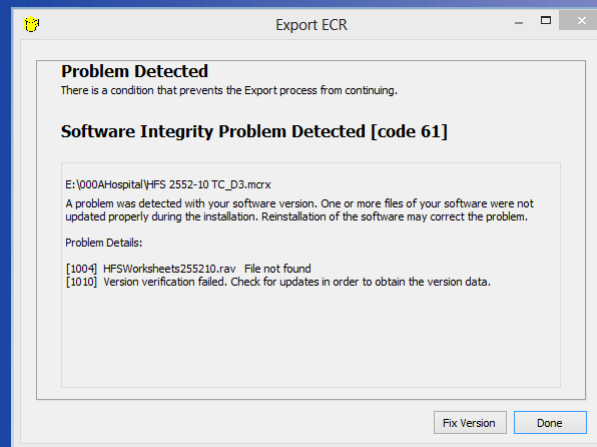 Export ECR
Problem Detected
There is a condition that prevents the Export process from continuing.
Software Integrity Problem Detected [code 61]
E:\000AHospital\HFS 2552-10 TC_D3.mcrx
A problem was detected with your software version. One or more files of your software were not
updated properly during the installation. Reinstallation of the software may correct the problem.
Problem Details:
[1004] HFSWorksheets255210.rav File not found
[1010] Version verification failed. Check for updates in order to obtain the version data.
Fix Version Done